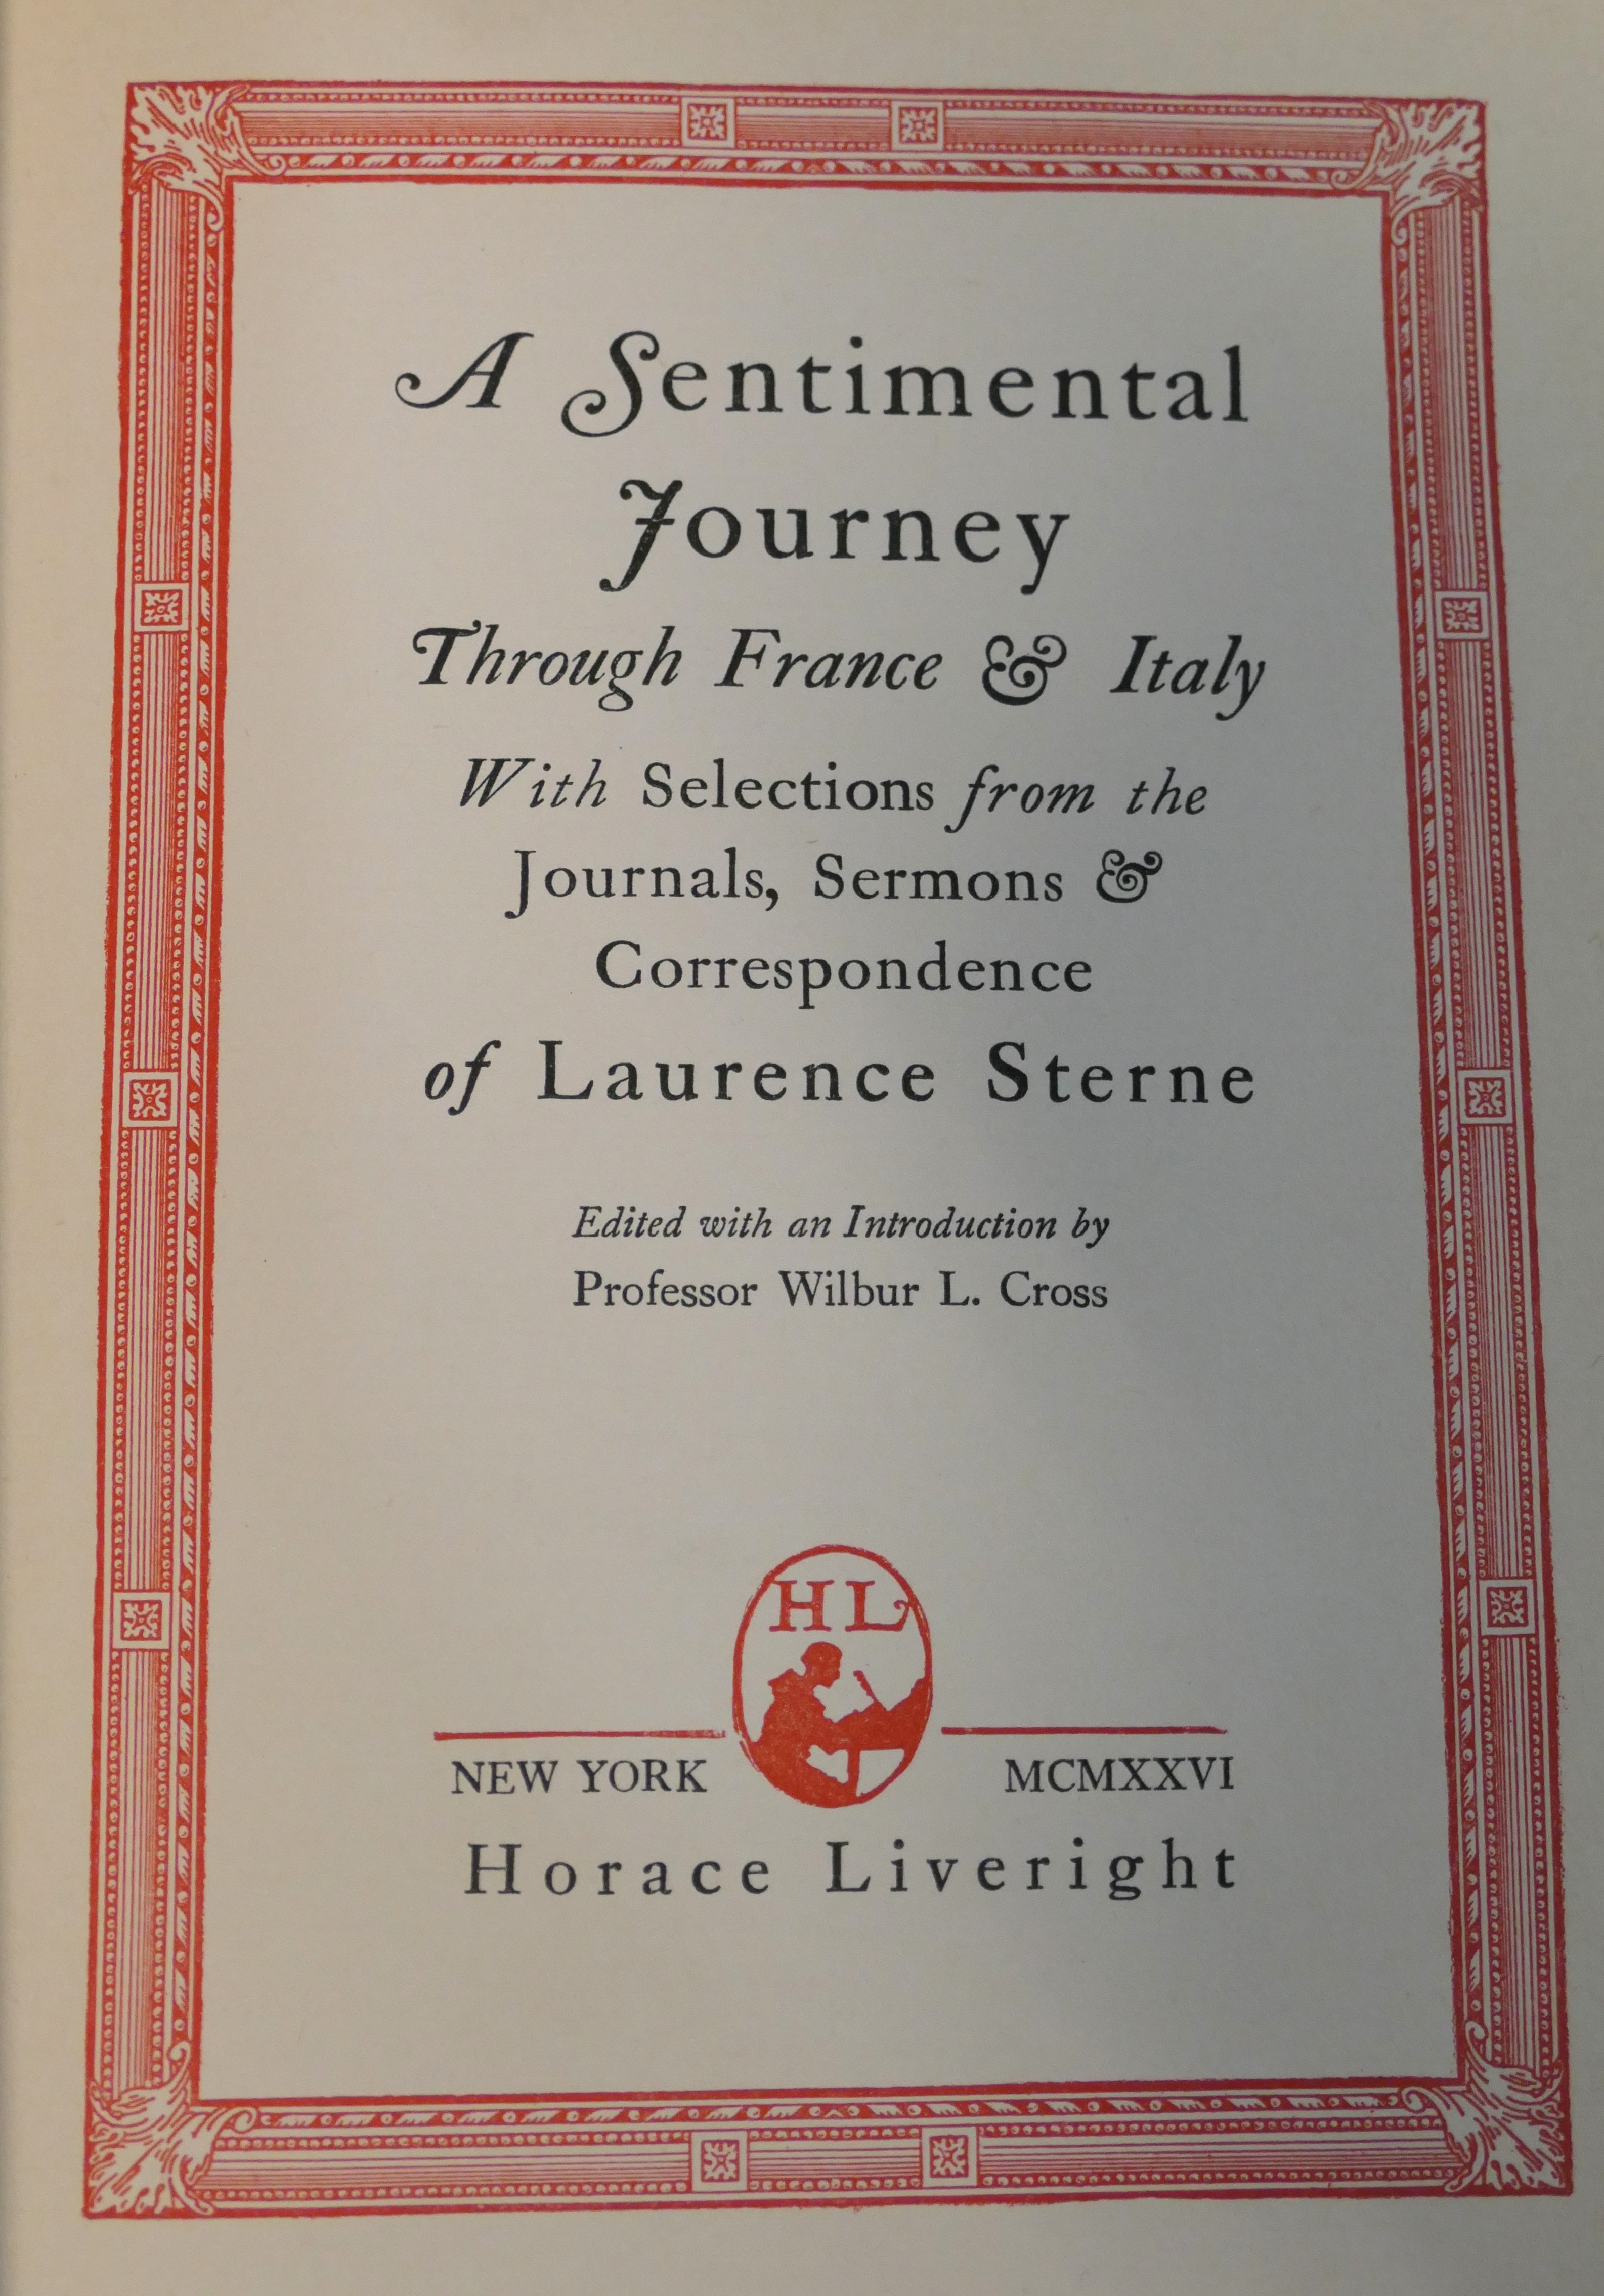 A Sentimental
Journey
Through France & Italy
With Selections from the
Journals, Sermons &
Correspondence
of Laurence Sterne
Edited with an Introduction by
Professor Wilbur L. Cross
HL
NEW YORK MCMXXVI
Horace Liveright